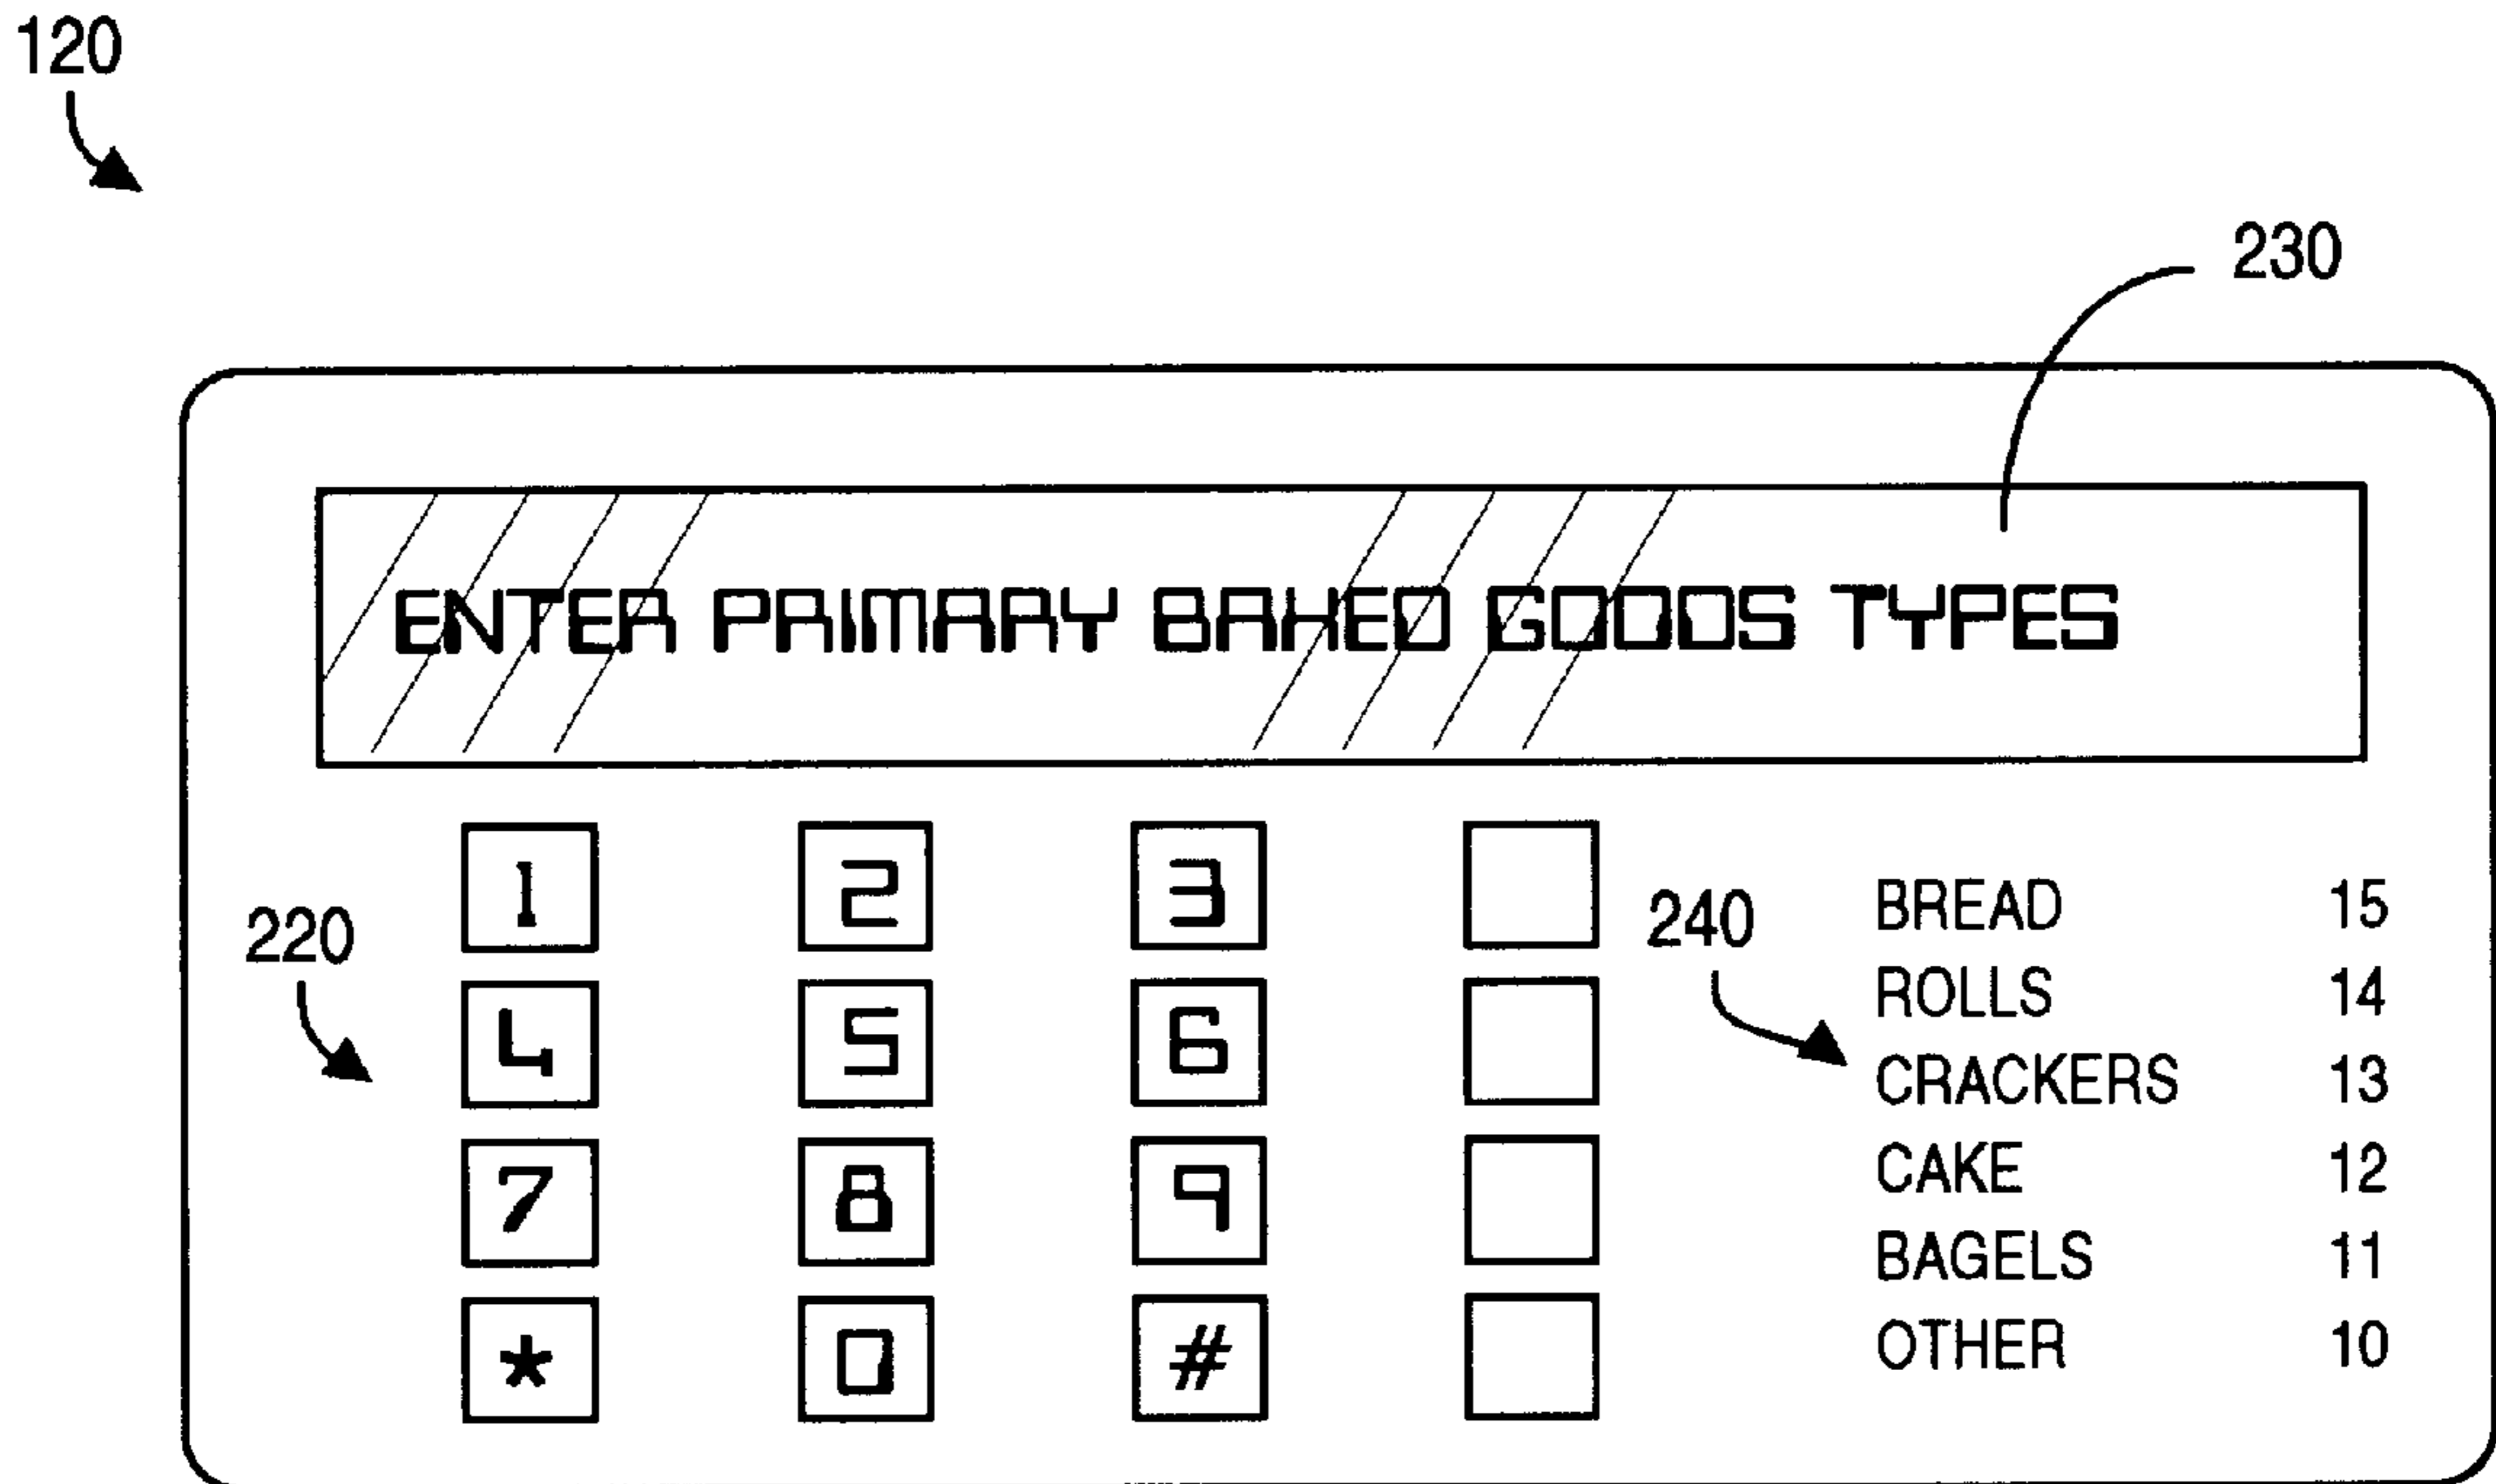 120
230
ENTER PRIMARY BAKED GOODS TYPES
1 2 3
220
240
BREAD 15
ROLLS 14
4 5 6
CRACKERS 13
CAKE 12
7 8 9
BAGELS 11
OTHER 10
* 0 #